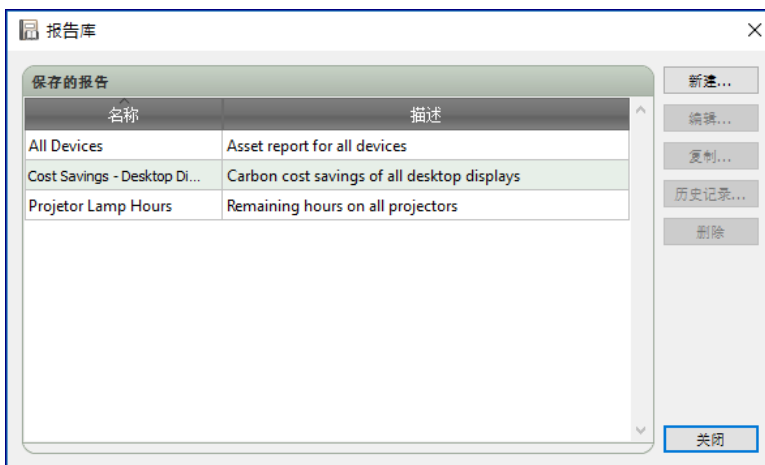 报告库
保存的报告
名称 描述
All Devices Asset report for all devices
Cost Savings - Desktop Di... Carbon cost savings of all desktop displays
Projetor Lamp Hours Remaining hours on all projectors
新建...
编辑...
复制...
历史记录...
删除
关闭